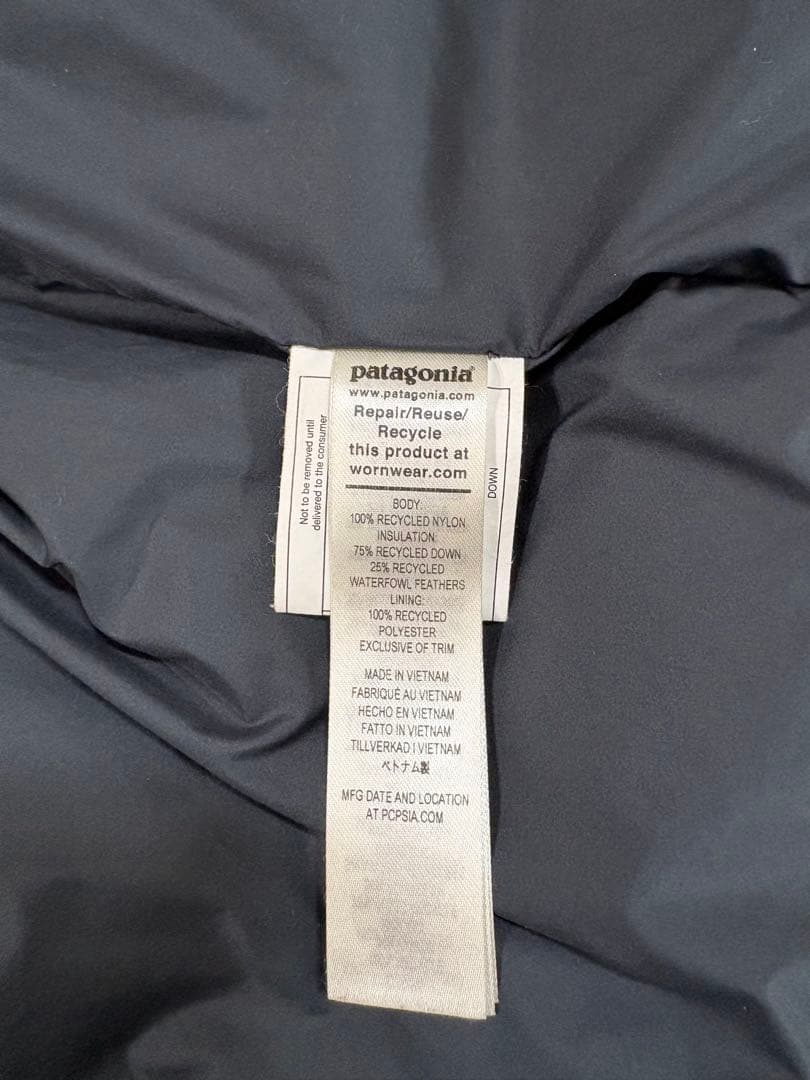 patagonia®
www.patagonia.com
Repair/Reuse/
Recycle
this product at
wornwear.com
BODY:
100% RECYCLED NYLON
INSULATION:
75% RECYCLED DOWN
25% RECYCLED
WATERFOWL FEATHERS
LINING:
100% RECYCLED
POLYESTER
EXCLUSIVE OF TRIM
MADE IN VIETNAM
FABRIQUÉ AU VIETNAM
HECHO EN VIETNAM
FATTO IN VIETNAM
TILLVERKAD I VIETNAM
ベトナム製
MFG DATE AND LOCATION
AT PCPSIA.COM
Not to be removed until
delivered to the consumer
DOWN